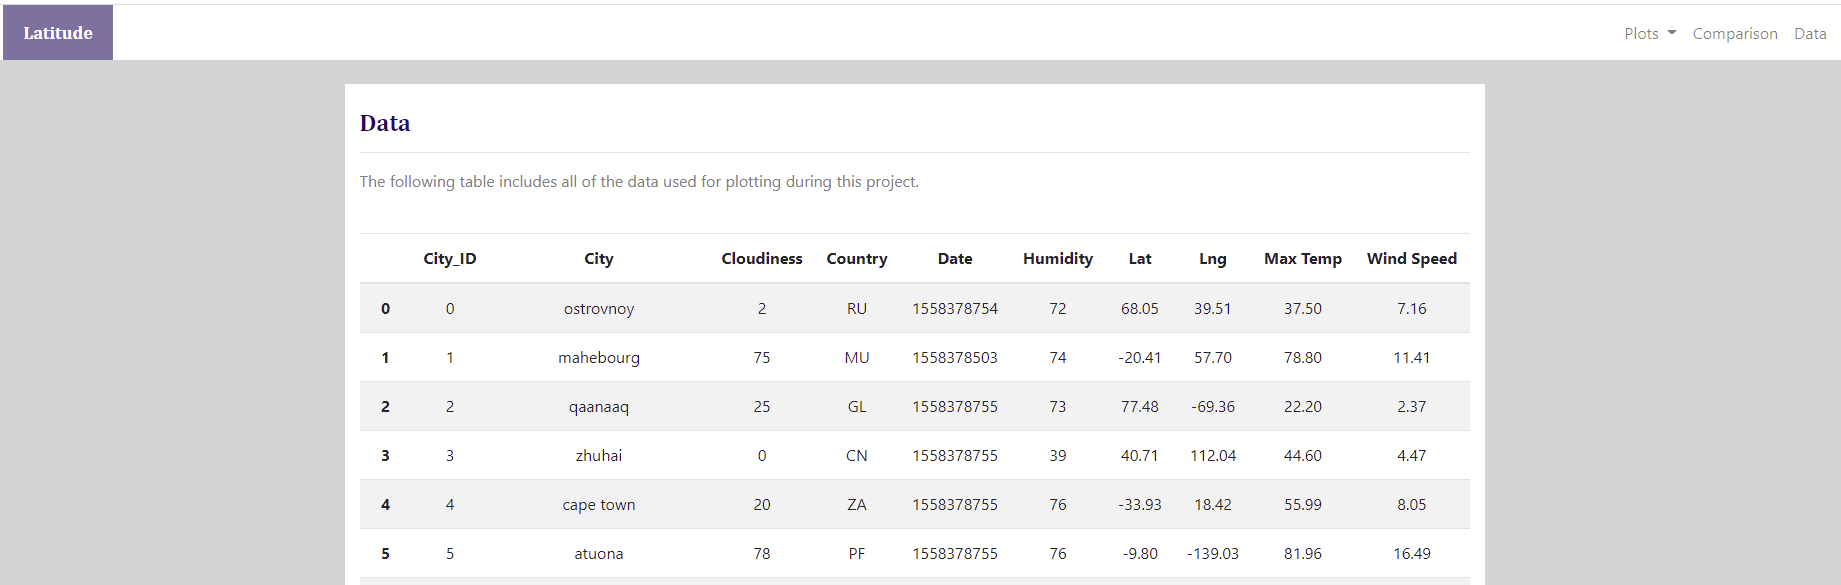 Latitude Plots Comparison Data
Data
The following table includes all of the data used for plotting during this project.
City_ID City Cloudiness Country Date Humidity Lat Lng Max Temp Wind Speed
0 0 ostrovnoy 2 RU 1558378754 72 68.05 39.51 37.50 7.16
1 1 mahebourg 75 MU 1558378503 74 -20.41 57.70 78.80 11.41
2 2 qaanaaq 25 GL 1558378755 73 77.48 -69.36 22.20 2.37
3 3 zhuhai 0 CN 1558378755 39 40.71 112.04 44.60 4.47
4 4 cape town 20 ZA 1558378755 76 -33.93 18.42 55.99 8.05
5 5 atuona 78 PF 1558378755 76 -9.80 -139.03 81.96 16.49